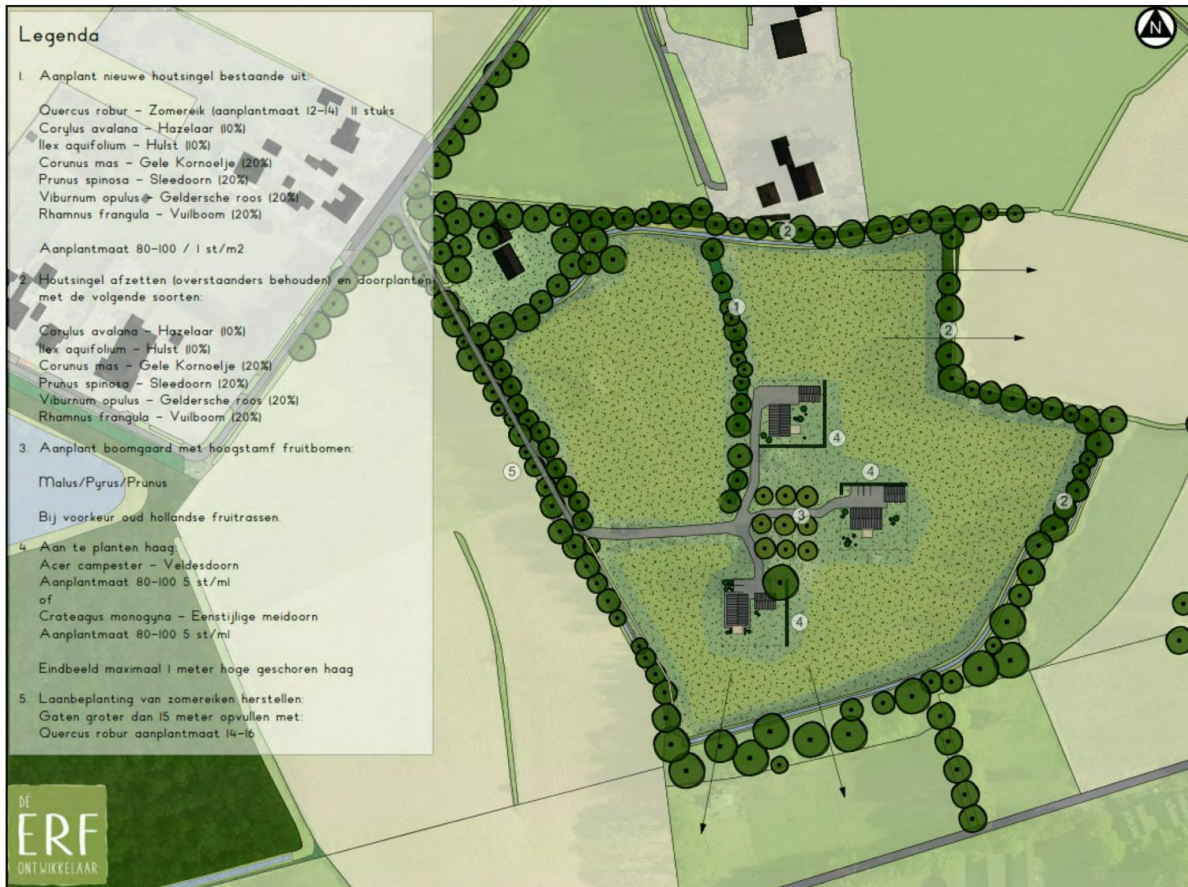 Legenda
1. Aanplant nieuwe houtsingel bestaande uit:
Quercus robur – Zomereik (aanplantmaat 12-14) 11 stuks
Corylus avalana – Hazelaar (10%)
Ilex aquifolium – Hulst (10%)
Corunus mas – Gele Kornoelje (20%)
Prunus spinosa – Sleedoorn (20%)
Viburnum opulus – Geldersche roos (20%)
Rhamnus frangula – Vuilboom (20%)
Aanplantmaat 80-100 / 1 st/m2
2. Houtsingel afzetten (overstaanders behouden) en doorplanten
met de volgende soorten:
Corylus avalana – Hazelaar (10%)
Ilex aquifolium – Hulst (10%)
Corunus mas – Gele Kornoelje (20%)
Prunus spinosa – Sleedoorn (20%)
Viburnum opulus – Geldersche roos (20%)
Rhamnus frangula – Vuilboom (20%)
3. Aanplant boomgaard met hoogstamf fruitbomen:
Malus/Pyrus/Prunus
Bij voorkeur oud hollandse fruitrassen.
4. Aan te planten haag:
Acer campester – Veldesdoorn
Aanplantmaat 80-100 5 st/ml
of
Crateagus monogyna – Eenstijlige meidoorn
Aanplantmaat 80-100 5 st/ml
Eindbeeld maximaal 1 meter hoge geschoren haag
5. Laanbeplanting van zomereiken herstellen:
Gaten groter dan 15 meter opvullen met:
Quercus robur aanplantmaat 14-16
DÉ
ERF
ONTWIKKELAAR
N
2
1
2
4
4
5
2
3
4